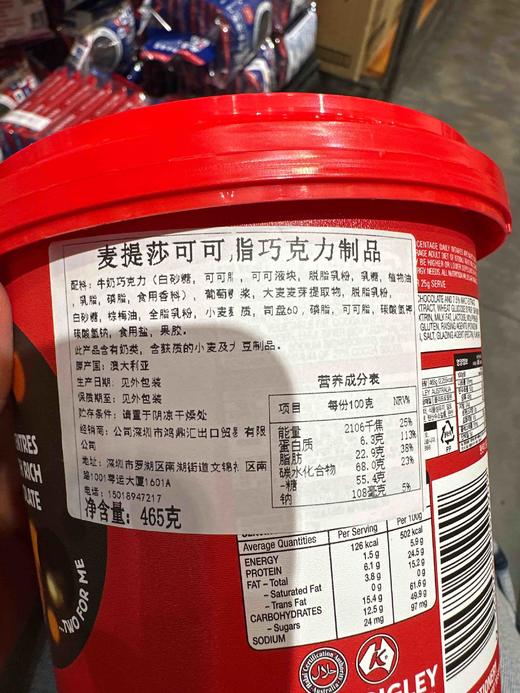 麦提莎可可脂巧克力制品
配料：牛奶巧克力（白砂糖，可可脂，可可液块，脱脂乳粉，乳糖，植物油
，乳脂，磷脂，食用香料），葡萄糖浆，大麦麦芽提取物，脱脂乳粉，
白砂糖，棕榈油，全脂乳粉，小麦麸质，司盘60，磷脂，可可脂，碳酸氢钾
碳酸氢钠，食用盐，果胶。
此产品含有奶类，含麸质的小麦及大豆制品。
原产国：澳大利亚
生产日期：见外包装
保质期至：见外包装
贮存条件：请置于阴凉干燥处
经销商：公司深圳市鸿鼎汇出口贸易有限
公司
地址：深圳市罗湖区南湖街道文锦 区南
路1001号运大厦1601A
电话：15018947217
净含量：465克
营养成分表
项目 每份100克 NRV%
能量 2106千焦 25%
蛋白质 6.3克 113%
脂肪 22.9克 38%
碳水化合物 68.0克 23%
-糖 55.4克
钠 108毫克 5%
Average Quantities Per Serving Per 100g
ENERGY 126 kcal 502 kcal
PROTEIN 1.5 g 5.9 g
FAT – Total 6.1 g 24.5 g
– Saturated Fat 3.8 g 15.2 g
– Trans Fat 0 g 0 g
CARBOHYDRATES 15.4 g 61.6 g
– Sugars 12.5 g 49.9 g
SODIUM 24 mg 97 mg
RICH
~TWO FOR ME
25g SERVE
K